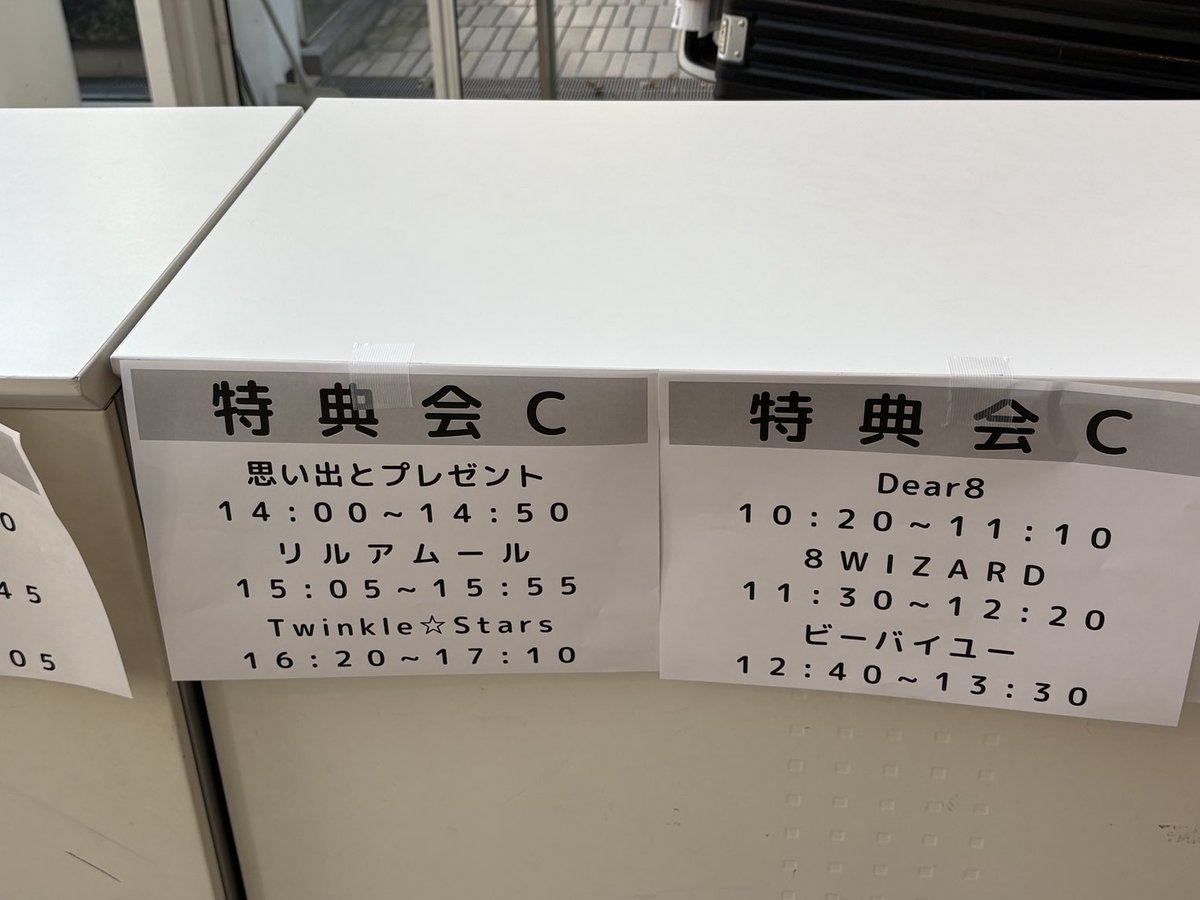 特典会C
思い出とプレゼント
14:00~14:50
リルアムール
15:05~15:55
Twinkle☆Stars
16:20~17:10
特典会C
Dear8
10:20~11:10
8WIZARD
11:30~12:20
ビーバイユー
12:40~13:30
45
05